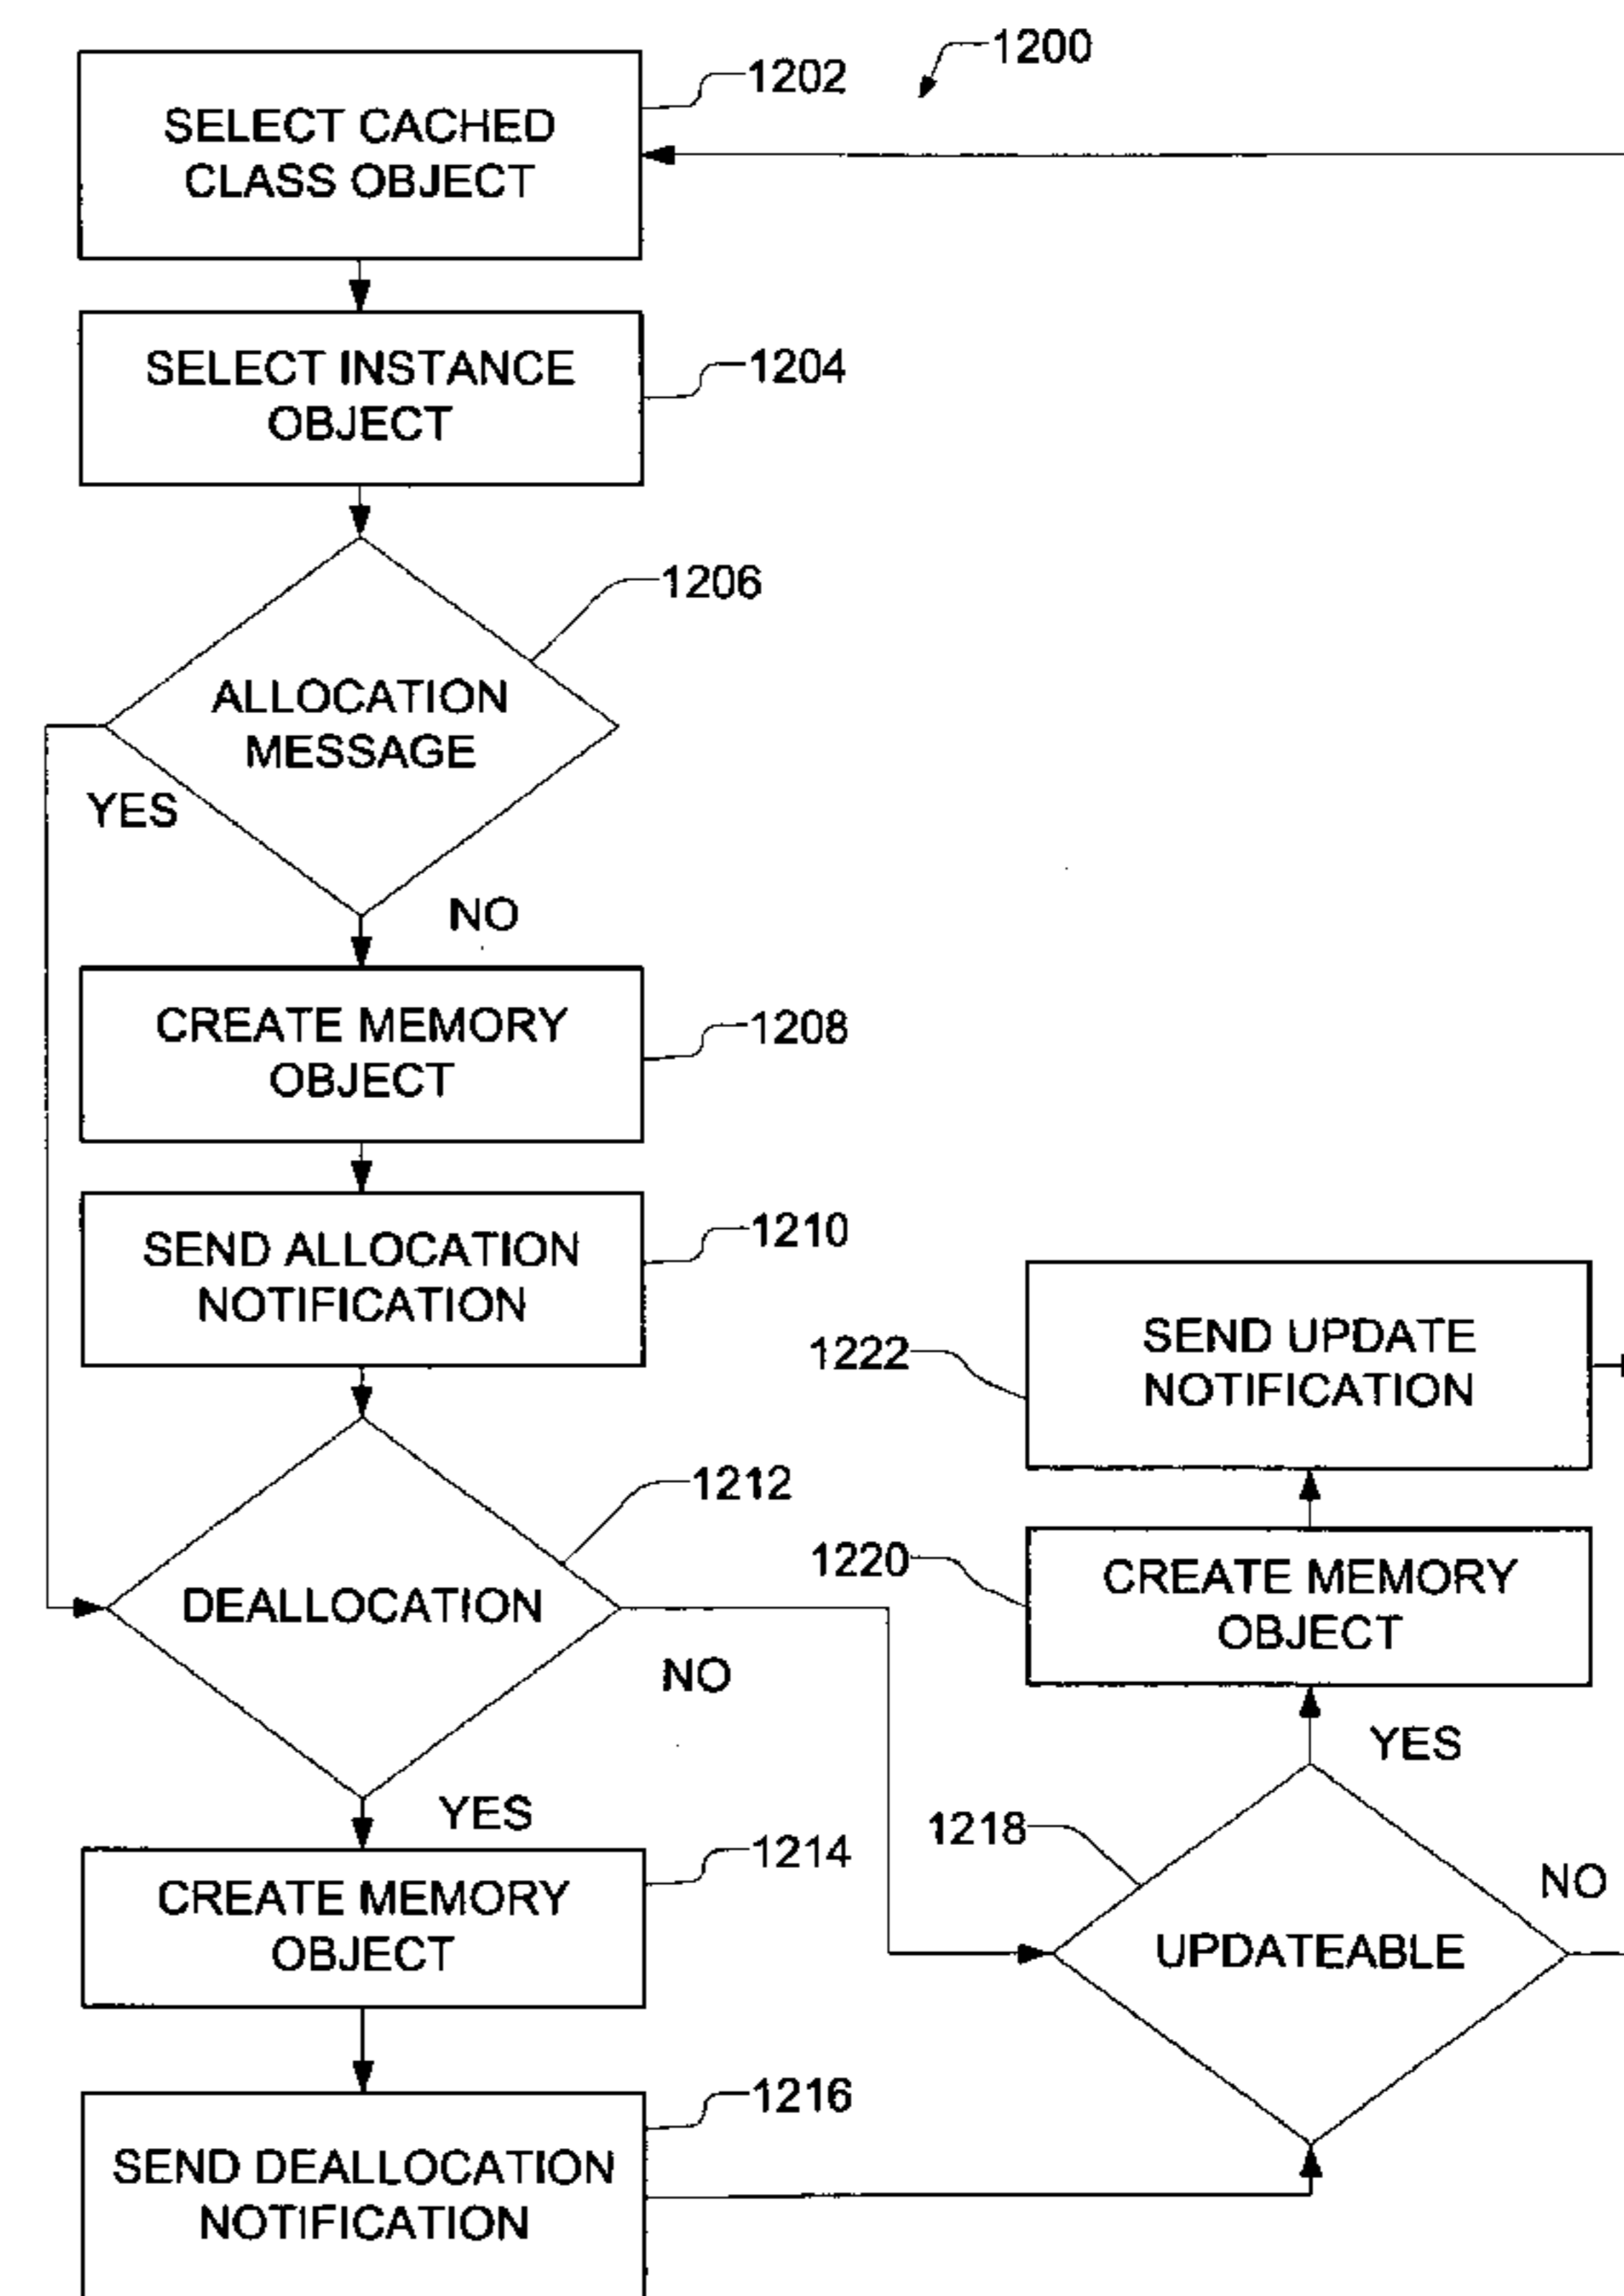 1200
SELECT CACHED
CLASS OBJECT
1202
SELECT INSTANCE
OBJECT
1204
ALLOCATION
MESSAGE
1206
YES
NO
CREATE MEMORY
OBJECT
1208
SEND ALLOCATION
NOTIFICATION
1210
DEALLOCATION
1212
NO
YES
CREATE MEMORY
OBJECT
1214
SEND DEALLOCATION
NOTIFICATION
1216
1222
SEND UPDATE
NOTIFICATION
1220
CREATE MEMORY
OBJECT
YES
1218
NO
UPDATEABLE